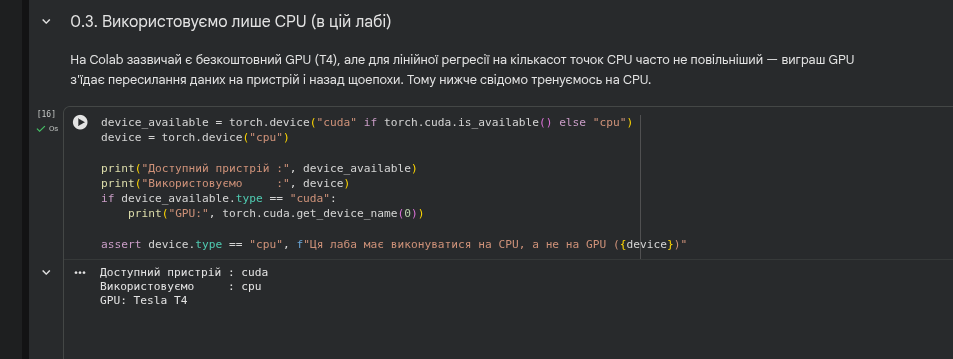 0.3. Використовуємо лише CPU (в цій лабі)
На Colab зазвичай є безкоштовний GPU (T4), але для лінійної регресії на кількасот точок CPU часто не повільніший — виграш GPU
з'їдає пересилання даних на пристрій і назад щоепохи. Тому нижче свідомо тренуємось на CPU.
[16]
0s
device_available = torch.device("cuda" if torch.cuda.is_available() else "cpu")
device = torch.device("cpu")
print("Доступний пристрій :", device_available)
print("Використовуємо     :", device)
if device_available.type == "cuda":
    print("GPU:", torch.cuda.get_device_name(0))
assert device.type == "cpu", f"Ця лаба має виконуватися на CPU, а не на GPU ({device})"
Доступний пристрій : cuda
Використовуємо     : cpu
GPU: Tesla T4